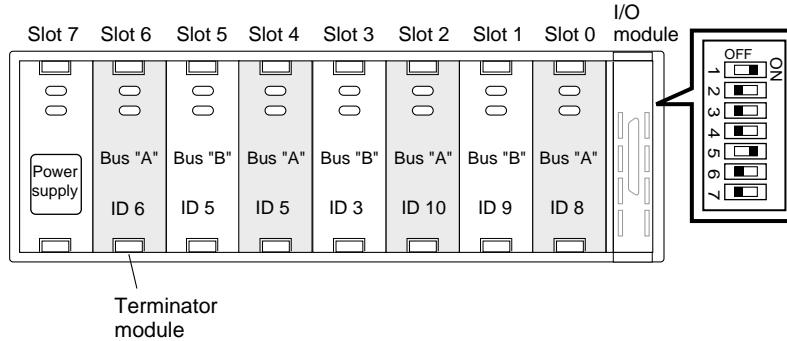 I/O
module
Slot 7 Slot 6 Slot 5 Slot 4 Slot 3 Slot 2 Slot 1 Slot 0
OFF
ON
1
2
3
4
5
6
7
Power
supply
Bus "A" Bus "B" Bus "A" Bus "B" Bus "A" Bus "B" Bus "A"
ID 6 ID 5 ID 5 ID 3 ID 10 ID 9 ID 8
Terminator
module